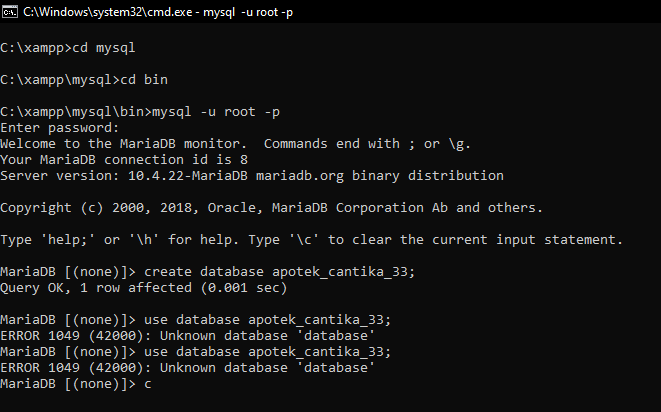 C:\Windows\system32\cmd.exe - mysql  -u root -p
C:\xampp>cd mysql
C:\xampp\mysql>cd bin
C:\xampp\mysql\bin>mysql -u root -p
Enter password:
Welcome to the MariaDB monitor.  Commands end with ; or \g.
Your MariaDB connection id is 8
Server version: 10.4.22-MariaDB mariadb.org binary distribution
Copyright (c) 2000, 2018, Oracle, MariaDB Corporation Ab and others.
Type 'help;' or '\h' for help. Type '\c' to clear the current input statement.
MariaDB [(none)]> create database apotek_cantika_33;
Query OK, 1 row affected (0.001 sec)
MariaDB [(none)]> use database apotek_cantika_33;
ERROR 1049 (42000): Unknown database 'database'
MariaDB [(none)]> use database apotek_cantika_33;
ERROR 1049 (42000): Unknown database 'database'
MariaDB [(none)]> c